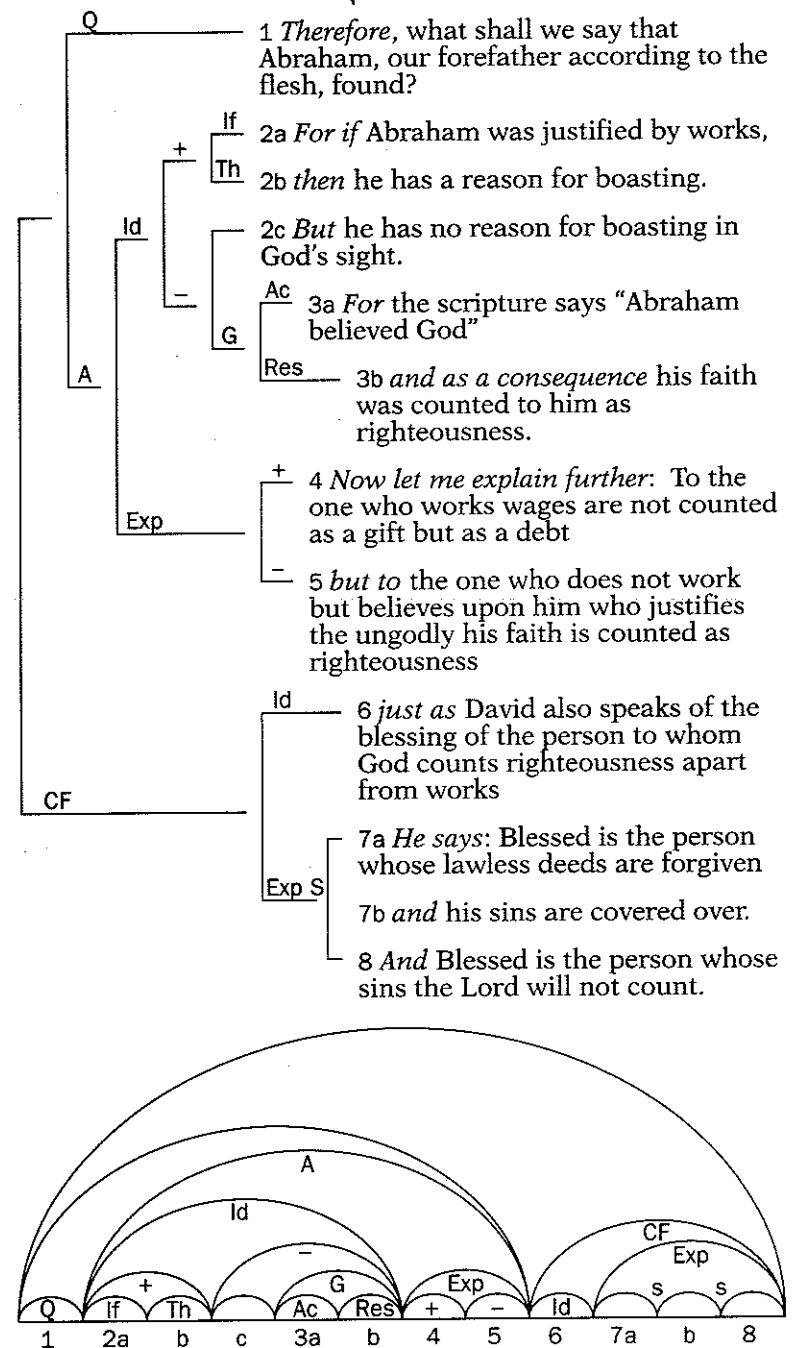 Q
1 Therefore, what shall we say that
Abraham, our forefather according to the
flesh, found?
If
2a For if Abraham was justified by works,
+
Th
2b then he has a reason for boasting.
Id
2c But he has no reason for boasting in
God's sight.
–
Ac
3a For the scripture says "Abraham
believed God"
G
A
Res
3b and as a consequence his faith
was counted to him as
righteousness.
+
4 Now let me explain further: To the
one who works wages are not counted
as a gift but as a debt
Exp
–
5 but to the one who does not work
but believes upon him who justifies
the ungodly his faith is counted as
righteousness
Id
6 just as David also speaks of the
blessing of the person to whom
God counts righteousness apart
from works
CF
7a He says: Blessed is the person
whose lawless deeds are forgiven
Exp S
7b and his sins are covered over.
8 And Blessed is the person whose
sins the Lord will not count.
A
Id
CF
– Exp
+ G Exp S S
Q If Th Ac Res + – Id
1 2a b c 3a b 4 5 6 7a b 8